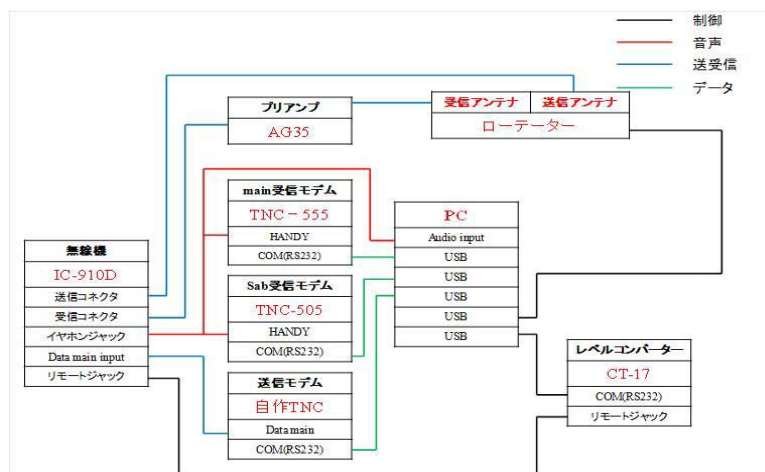 制御
音声
送受信
データ
プリアンプ
AG35
受信アンテナ 送信アンテナ
ローテーター
main受信モデム
TNC－555
HANDY
COM(RS232)
PC
Audio input
USB
USB
USB
USB
USB
無線機
IC-910D
送信コネクタ
受信コネクタ
イヤホンジャック
Data main input
リモートジャック
Sab受信モデム
TNC-505
HANDY
COM(RS232)
送信モデム
自作TNC
Data main
COM(RS232)
レベルコンバーター
CT-17
COM(RS232)
リモートジャック